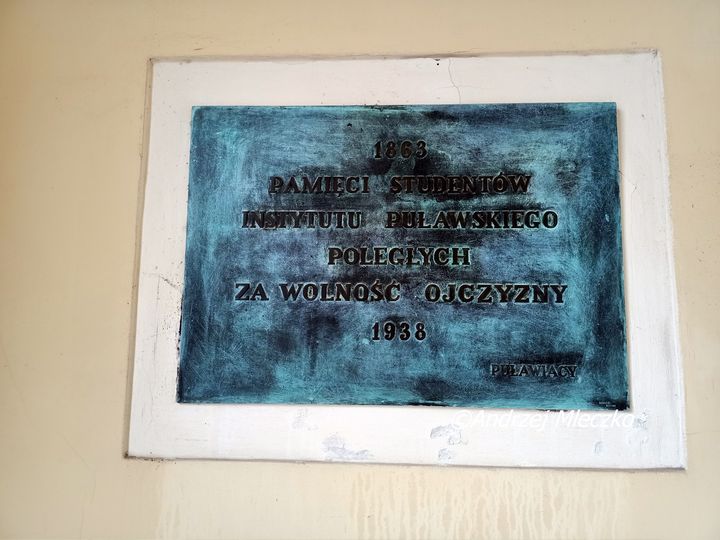 1863
PAMIĘCI STUDENTÓW
INSTYTUTU PUŁAWSKIEGO
POLEGŁYCH
ZA WOLNOŚĆ OJCZYZNY
1938
PUŁAWIACY
©Andrzej Mleczko